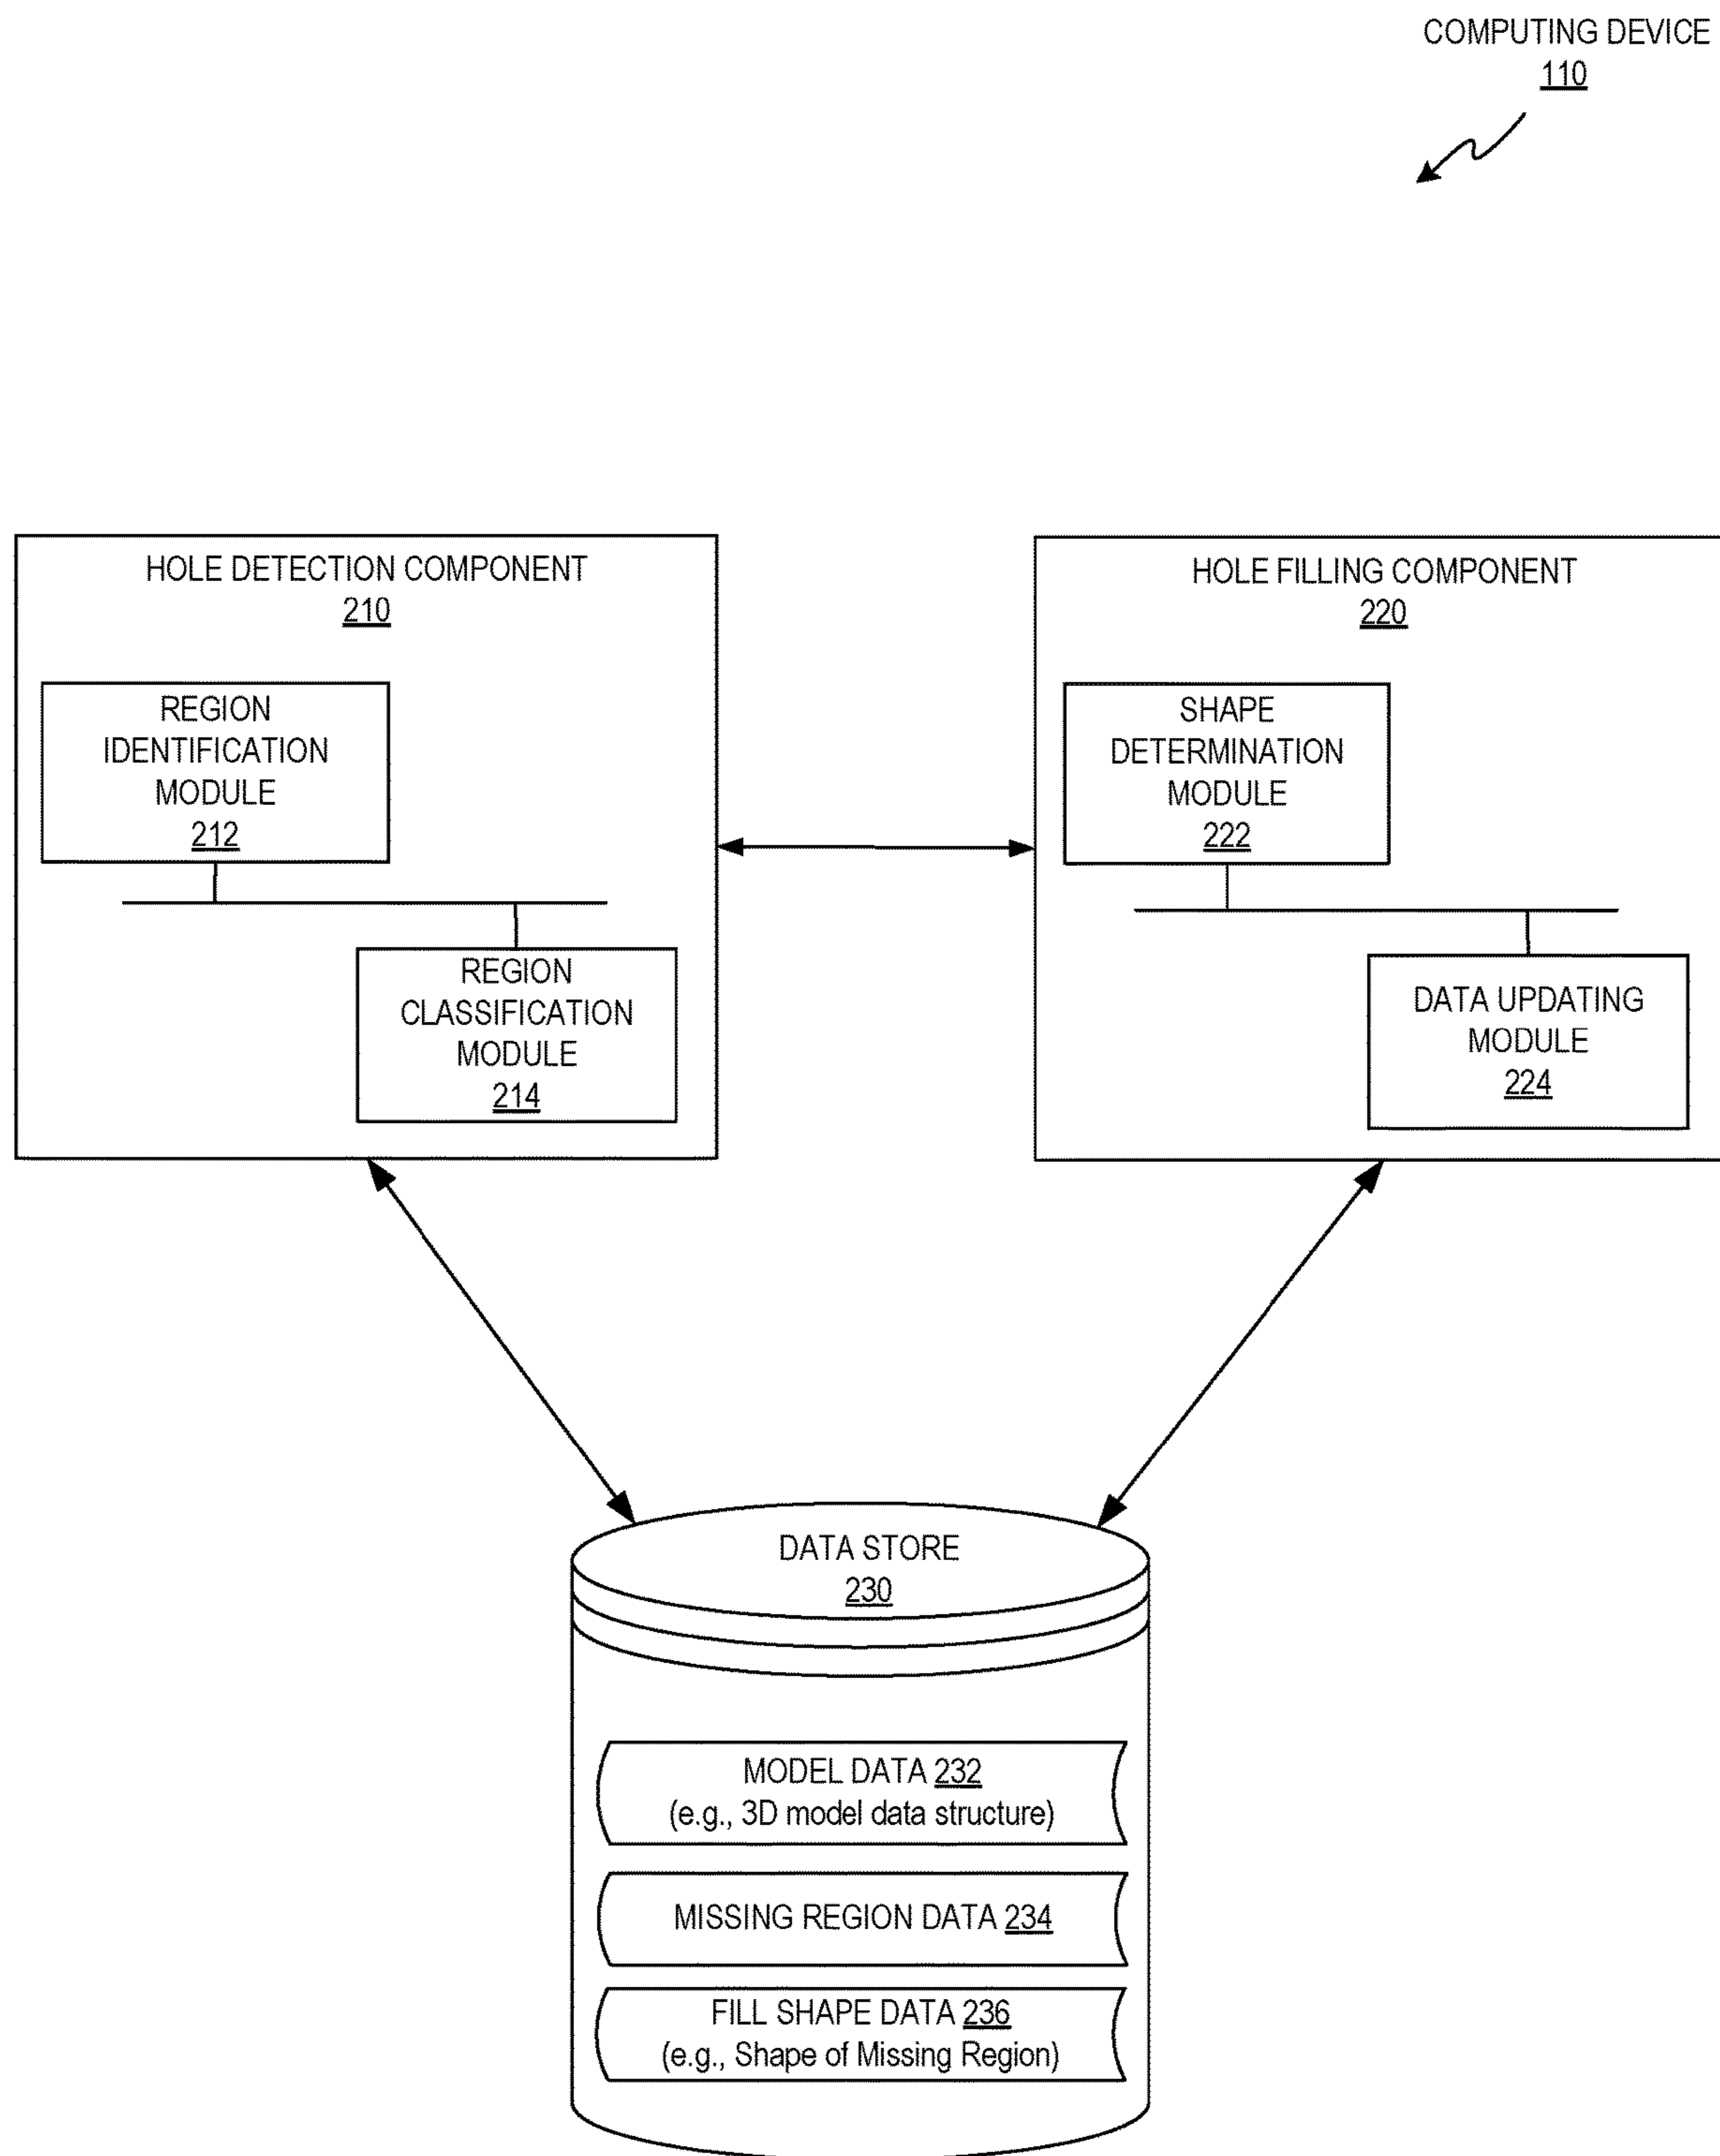 COMPUTING DEVICE
110
HOLE DETECTION COMPONENT
210
REGION
IDENTIFICATION
MODULE
212
REGION
CLASSIFICATION
MODULE
214
HOLE FILLING COMPONENT
220
SHAPE
DETERMINATION
MODULE
222
DATA UPDATING
MODULE
224
DATA STORE
230
MODEL DATA 232
(e.g., 3D model data structure)
MISSING REGION DATA 234
FILL SHAPE DATA 236
(e.g., Shape of Missing Region)